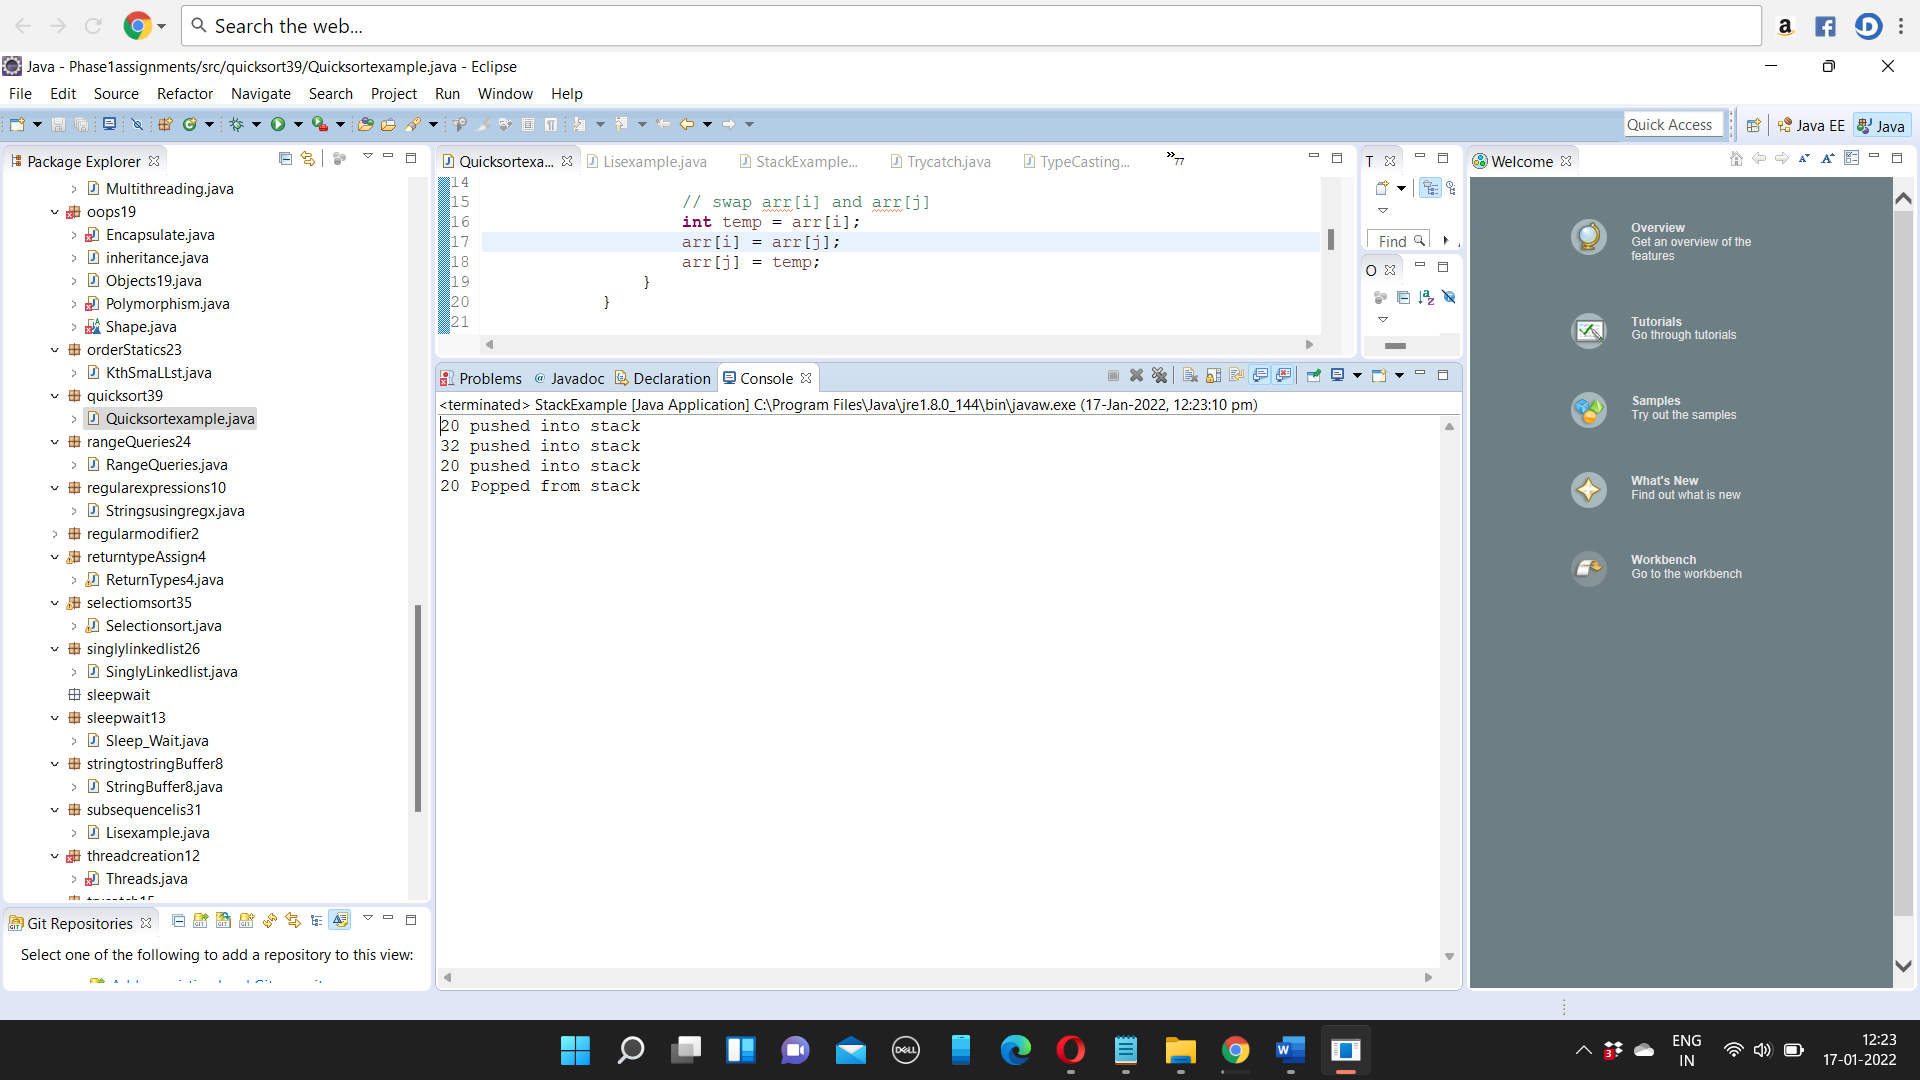 Search the web...
Java - Phase1assignments/src/quicksort39/Quicksortexample.java - Eclipse
File Edit Source Refactor Navigate Search Project Run Window Help
Quick Access
Java EE
Java
Package Explorer
Multithreading.java
oops19
Encapsulate.java
inheritance.java
Objects19.java
Polymorphism.java
Shape.java
orderStatics23
KthSmaLLst.java
quicksort39
Quicksortexample.java
rangeQueries24
RangeQueries.java
regularexpressions10
Stringsusingregx.java
regularmodifier2
returntypeAssign4
ReturnTypes4.java
selectiomsort35
Selectionsort.java
singlylinkedlist26
SinglyLinkedlist.java
sleepwait
sleepwait13
Sleep_Wait.java
stringtostringBuffer8
StringBuffer8.java
subsequencelis31
Lisexample.java
threadcreation12
Threads.java
Git Repositories
Select one of the following to add a repository to this view:
Quicksortexa... Lisexample.java StackExample... Trycatch.java TypeCasting... »77
14
15 // swap arr[i] and arr[j]
16 int temp = arr[i];
17 arr[i] = arr[j];
18 arr[j] = temp;
19 }
20 }
21
T
Find
O
Problems @ Javadoc Declaration Console
<terminated> StackExample [Java Application] C:\Program Files\Java\jre1.8.0_144\bin\javaw.exe (17-Jan-2022, 12:23:10 pm)
20 pushed into stack
32 pushed into stack
20 pushed into stack
20 Popped from stack
Welcome
Overview
Get an overview of the
features
Tutorials
Go through tutorials
Samples
Try out the samples
What's New
Find out what is new
Workbench
Go to the workbench
DELL
3
ENG
IN
12:23
17-01-2022